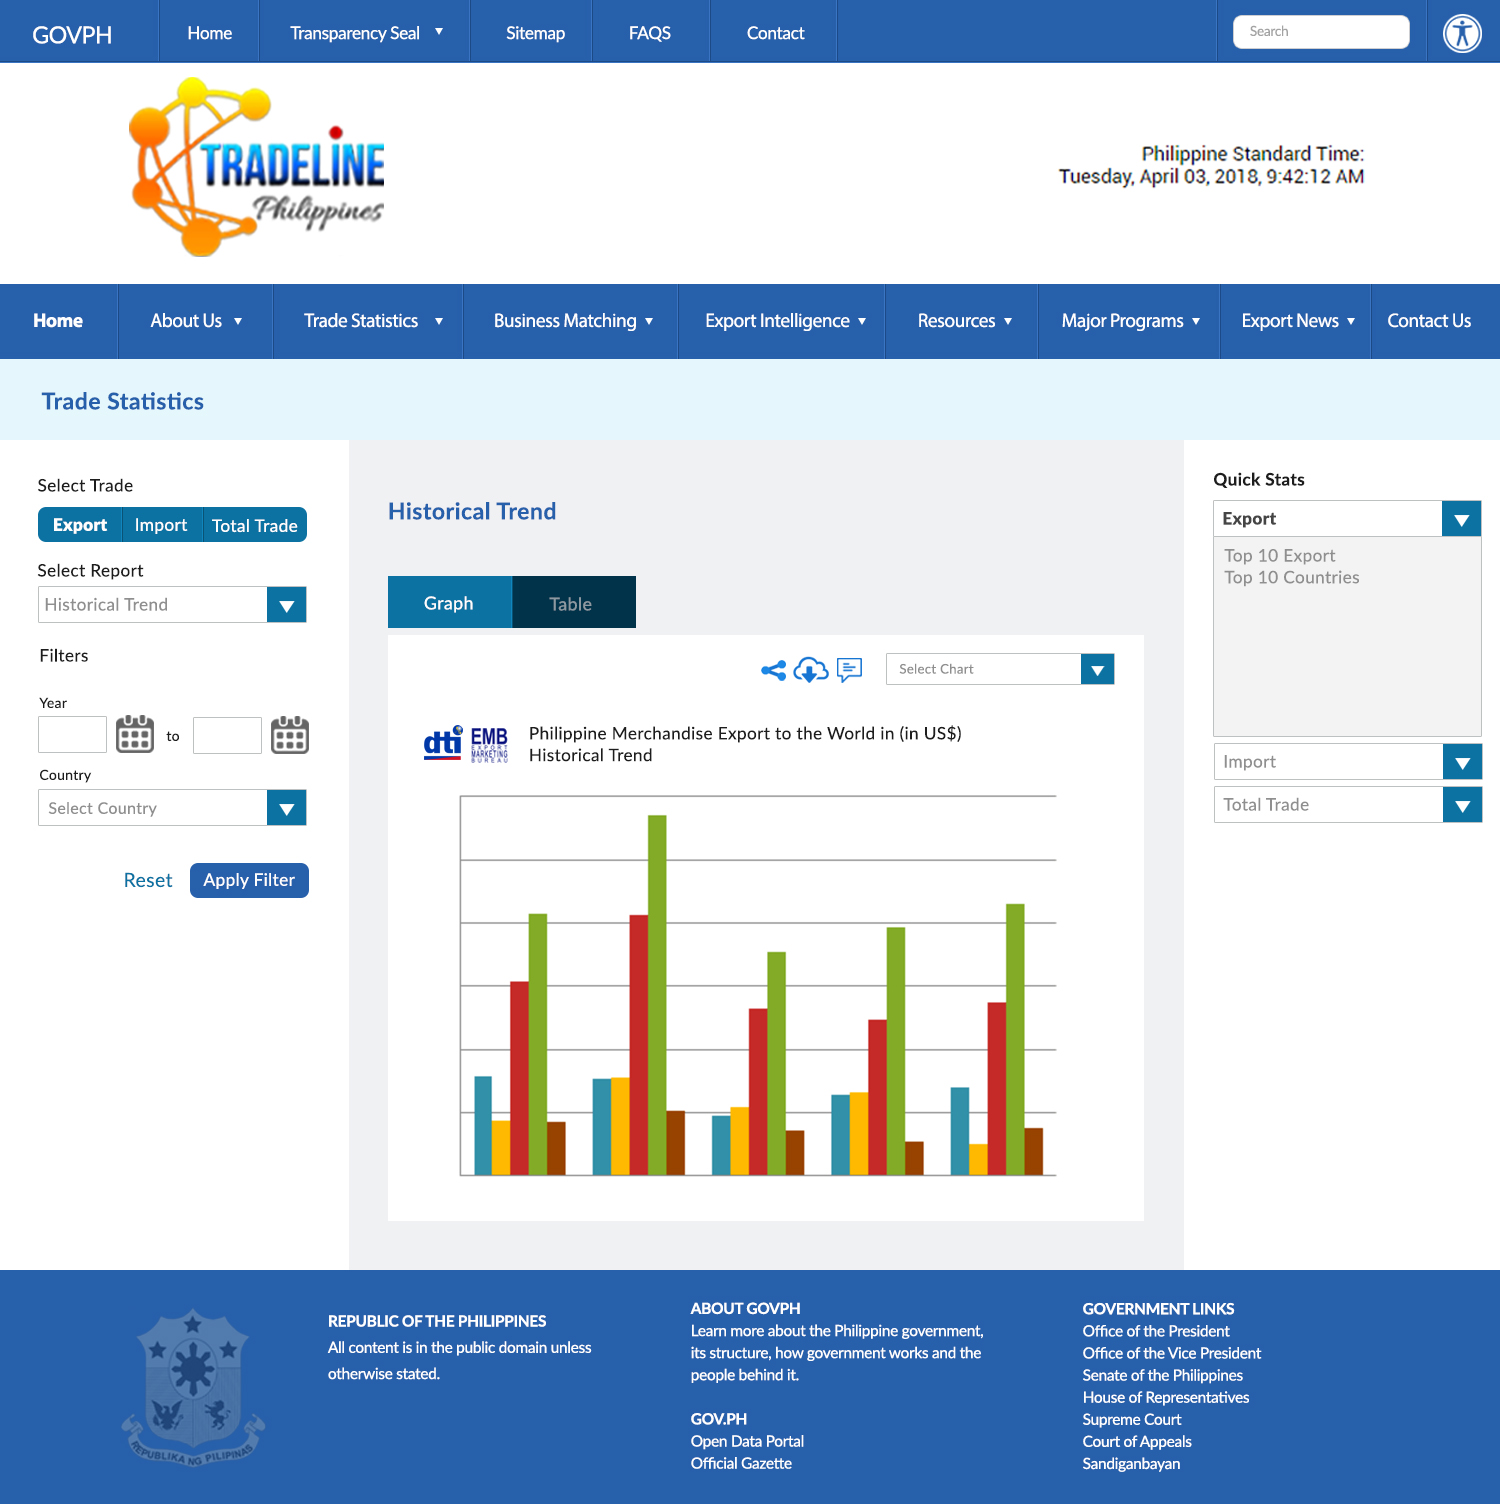 GOVPH
Home
Transparency Seal
Sitemap
FAQS
Contact
Search
TRADELINE
Philippines
Philippine Standard Time:
Tuesday, April 03, 2018, 9:42:12 AM
Home
About Us
Trade Statistics
Business Matching
Export Intelligence
Resources
Major Programs
Export News
Contact Us
Trade Statistics
Select Trade
Export
Import
Total Trade
Select Report
Historical Trend
Filters
Year
to
Country
Select Country
Reset
Apply Filter
Historical Trend
Graph
Table
Select Chart
dti
EMB
EXPORT
MARKETING
BUREAU
Philippine Merchandise Export to the World in (in US$)
Historical Trend
Quick Stats
Export
Top 10 Export
Top 10 Countries
Import
Total Trade
REPUBLIKA NG PILIPINAS
REPUBLIC OF THE PHILIPPINES
All content is in the public domain unless
otherwise stated.
ABOUT GOVPH
Learn more about the Philippine government,
its structure, how government works and the
people behind it.
GOV.PH
Open Data Portal
Official Gazette
GOVERNMENT LINKS
Office of the President
Office of the Vice President
Senate of the Philippines
House of Representatives
Supreme Court
Court of Appeals
Sandiganbayan